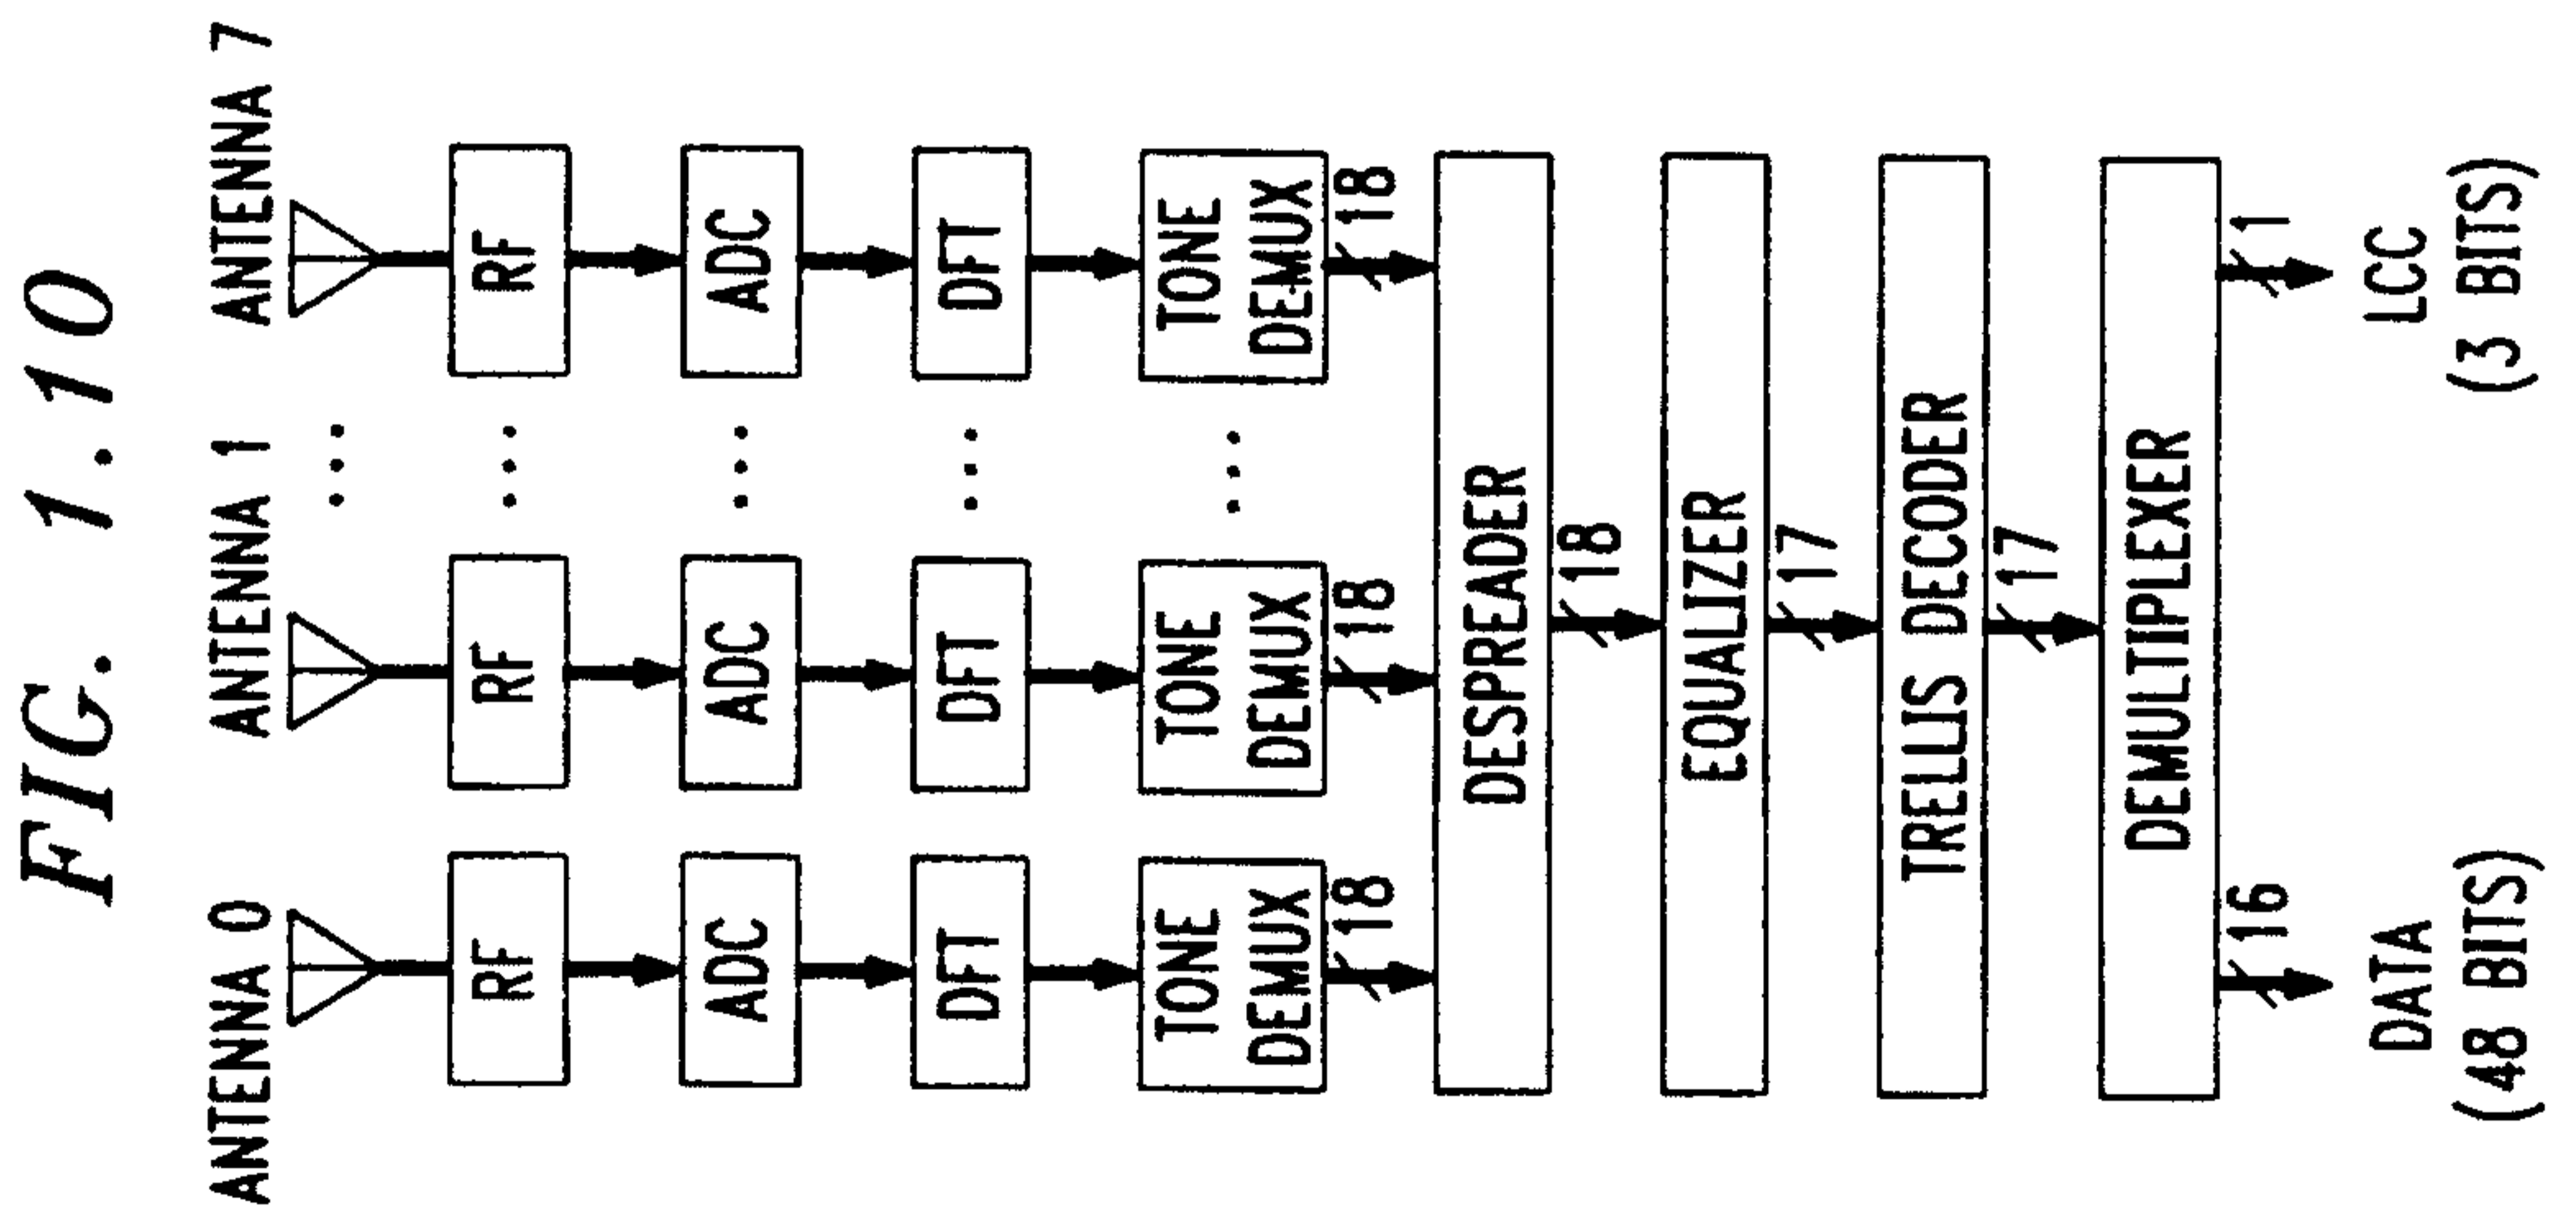 FIG. 1.10
ANTENNA 0
ANTENNA 1
ANTENNA 7
RF
RF
RF
ADC
ADC
ADC
DFT
DFT
DFT
TONE
DEMUX
TONE
DEMUX
TONE
DEMUX
18
18
18
DESPREADER
18
EQUALIZER
17
TRELLIS DECODER
17
DEMULTIPLEXER
16
1
DATA
(48 BITS)
LCC
(3 BITS)